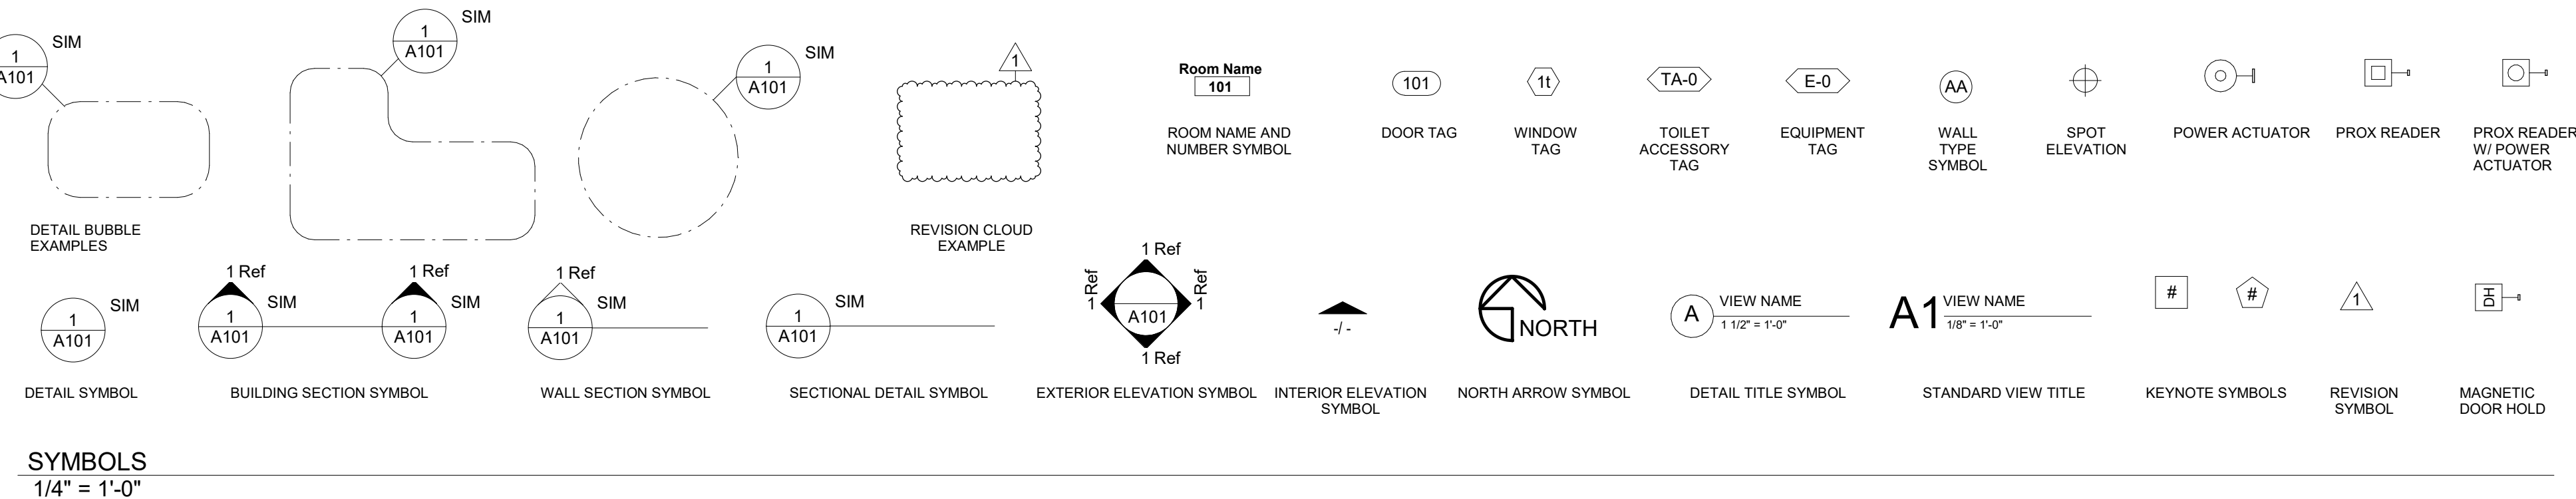 1
A101
SIM
1
A101
SIM
1
A101
SIM
1
Room Name
101
101
1t
TA-0
E-0
AA
ROOM NAME AND
NUMBER SYMBOL
DOOR TAG
WINDOW
TAG
TOILET
ACCESSORY
TAG
EQUIPMENT
TAG
WALL
TYPE
SYMBOL
SPOT
ELEVATION
POWER ACTUATOR
PROX READER
PROX READER
W/ POWER
ACTUATOR
DETAIL BUBBLE
EXAMPLES
REVISION CLOUD
EXAMPLE
1
A101
SIM
DETAIL SYMBOL
1 Ref
1
A101
SIM
1 Ref
1
A101
SIM
BUILDING SECTION SYMBOL
1 Ref
1
A101
SIM
WALL SECTION SYMBOL
1
A101
SIM
SECTIONAL DETAIL SYMBOL
1 Ref
1 Ref
A101
1 Ref
1 Ref
EXTERIOR ELEVATION SYMBOL
-/ -
INTERIOR ELEVATION
SYMBOL
NORTH
NORTH ARROW SYMBOL
A
VIEW NAME
1 1/2" = 1'-0"
DETAIL TITLE SYMBOL
A1
VIEW NAME
1/8" = 1'-0"
STANDARD VIEW TITLE
#
#
KEYNOTE SYMBOLS
1
REVISION
SYMBOL
DH
MAGNETIC
DOOR HOLD
SYMBOLS
1/4" = 1'-0"